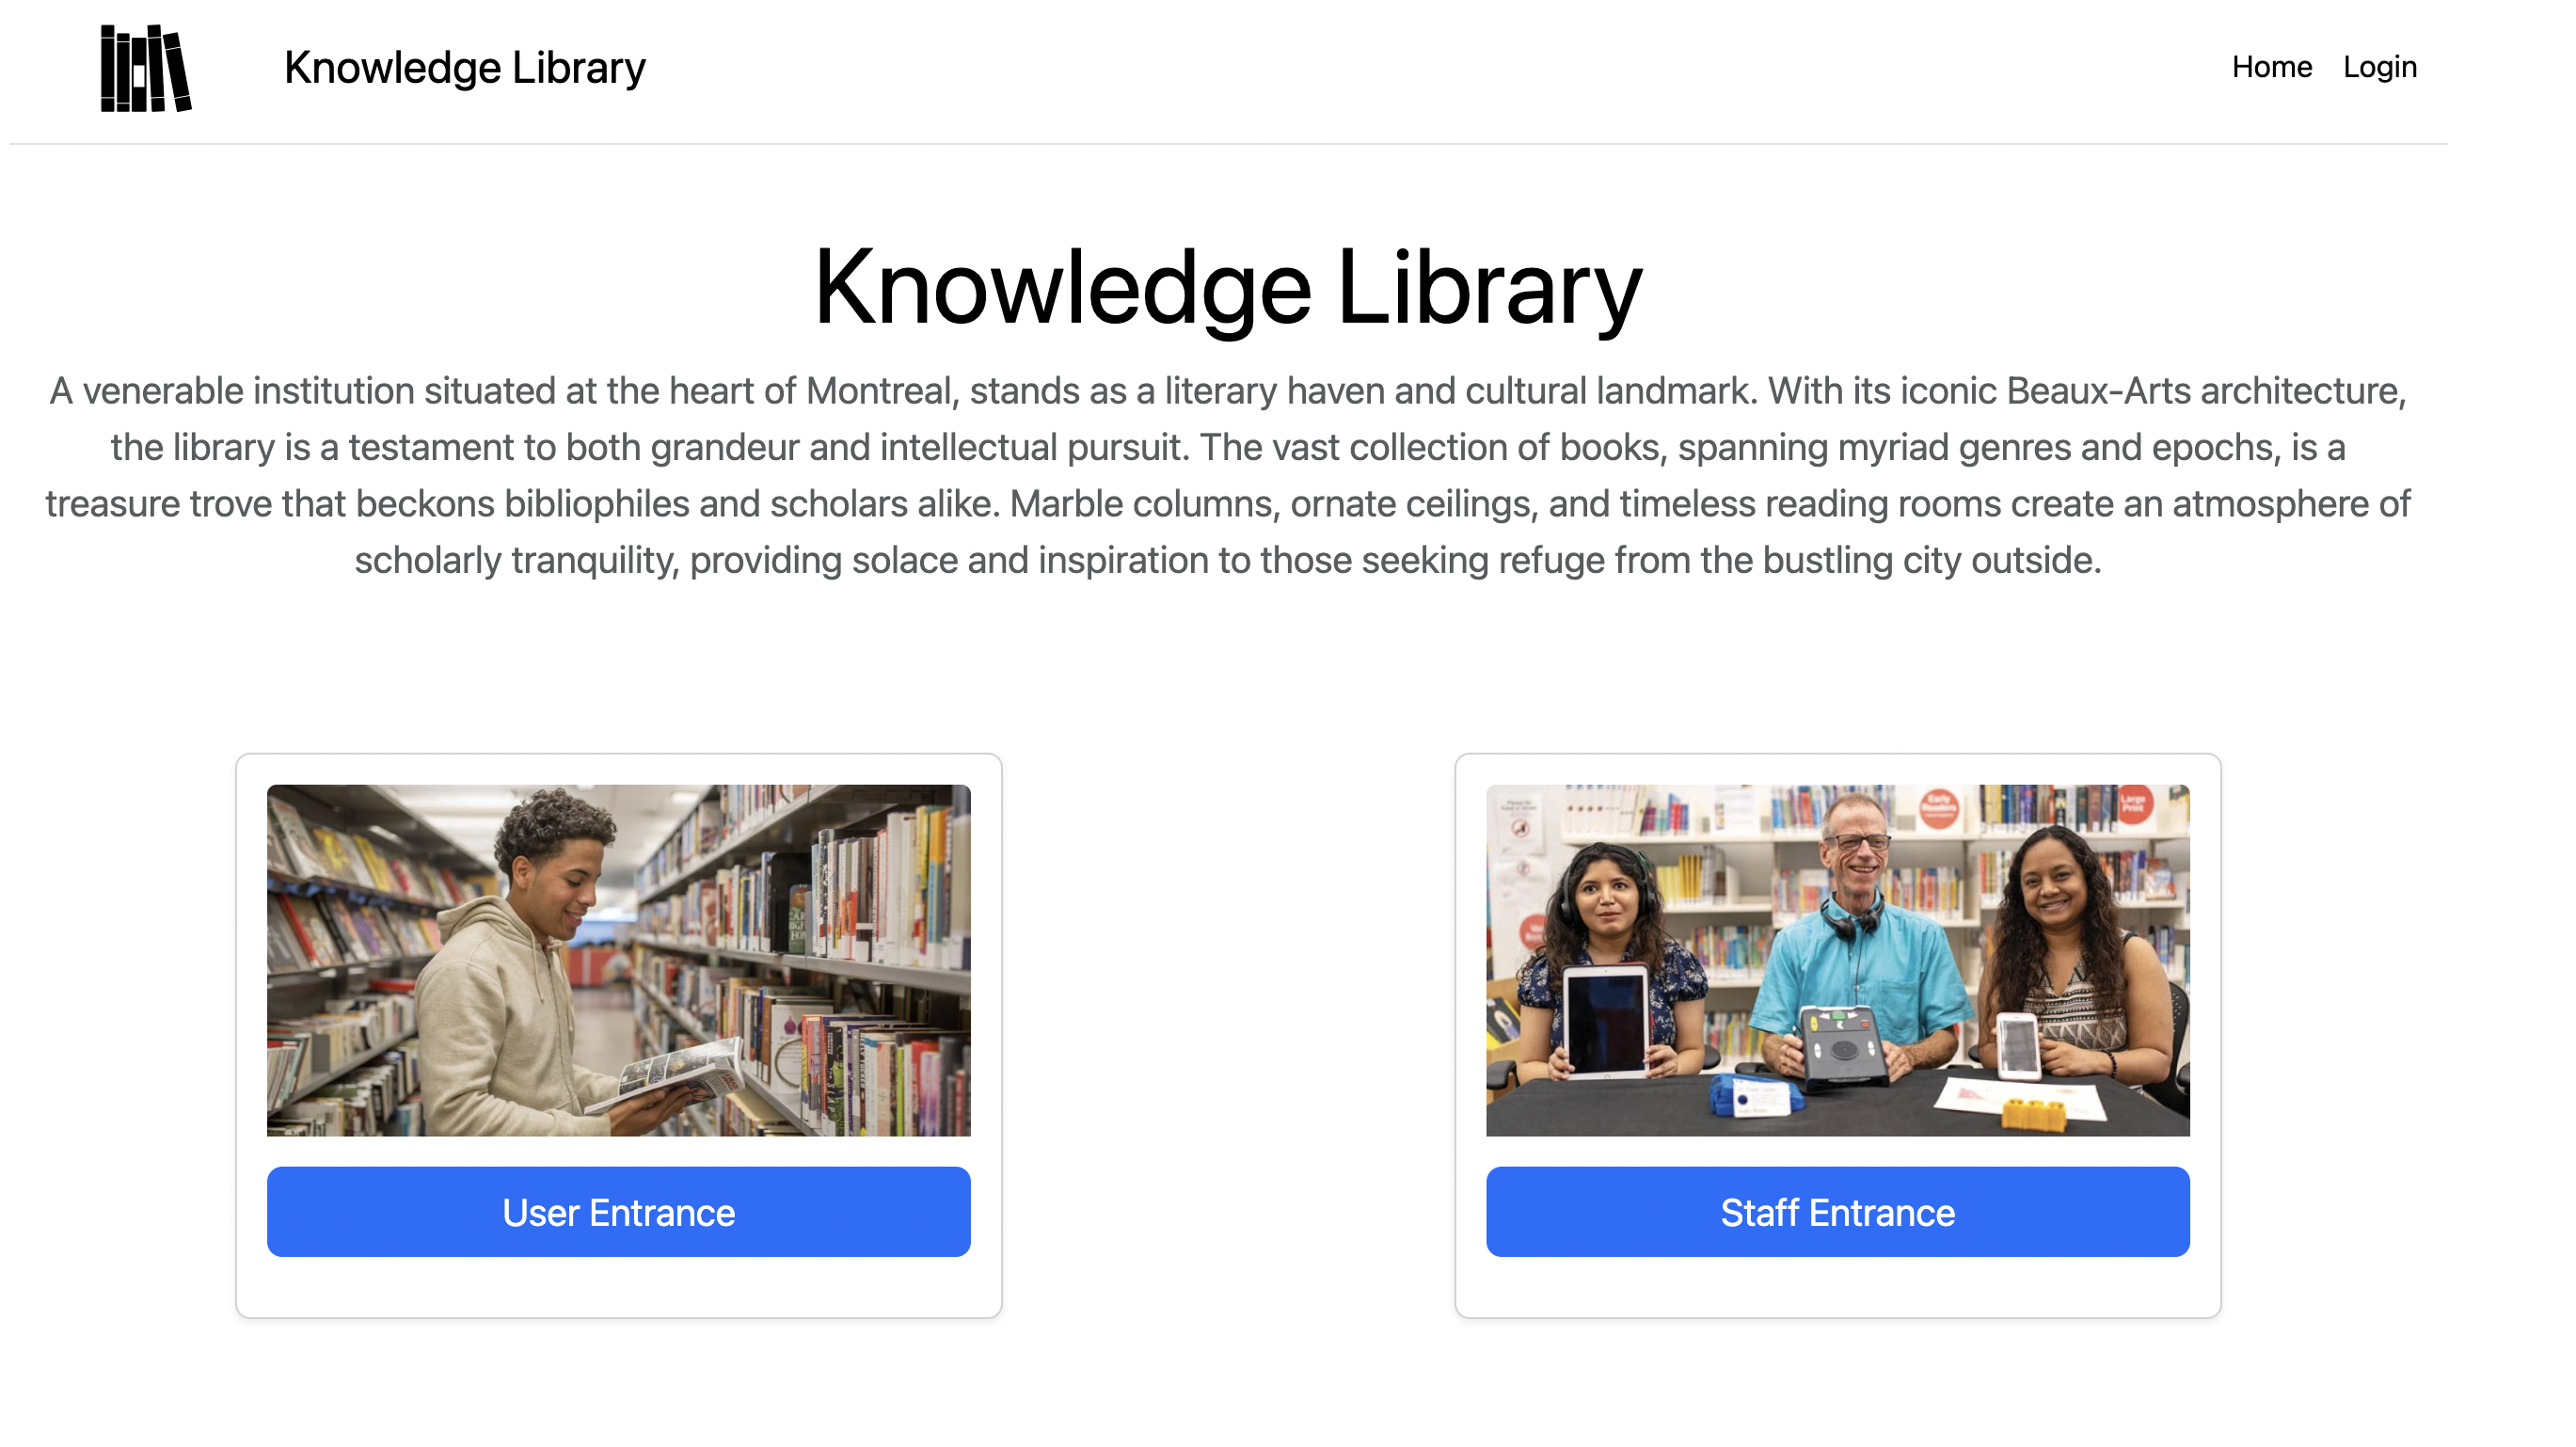 Knowledge Library
Home Login
Knowledge Library
A venerable institution situated at the heart of Montreal, stands as a literary haven and cultural landmark. With its iconic Beaux-Arts architecture,
the library is a testament to both grandeur and intellectual pursuit. The vast collection of books, spanning myriad genres and epochs, is a
treasure trove that beckons bibliophiles and scholars alike. Marble columns, ornate ceilings, and timeless reading rooms create an atmosphere of
scholarly tranquility, providing solace and inspiration to those seeking refuge from the bustling city outside.
Early
Readers
Large
Print
User Entrance
Staff Entrance